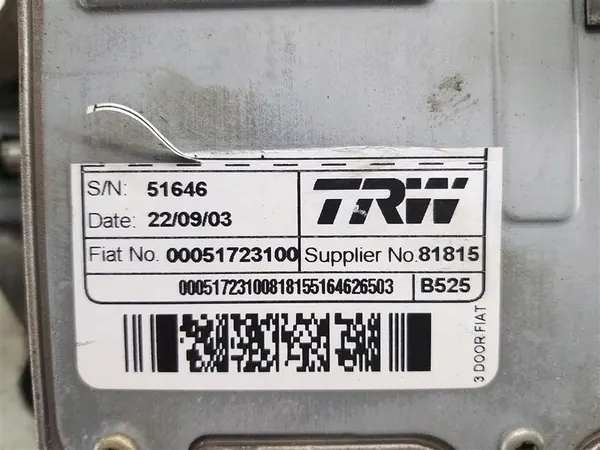 S/N: 51646
TRW
Date: 22/09/03
Fiat No. 00051723100
Supplier No.81815
00051723100818155164626503
B525
3 DOOR FIAT